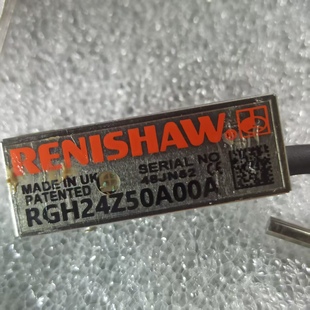 RENISHAW
MADE IN UK
PATENTED
SERIAL NO
RGH24Z50A00A